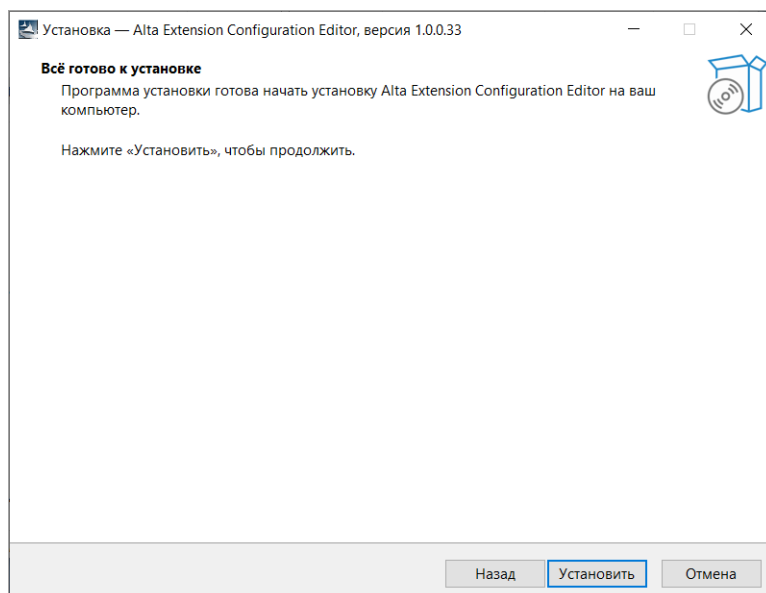 Установка — Alta Extension Configuration Editor, версия 1.0.0.33
Всё готово к установке
Программа установки готова начать установку Alta Extension Configuration Editor на ваш
компьютер.
Нажмите «Установить», чтобы продолжить.
Назад Установить Отмена